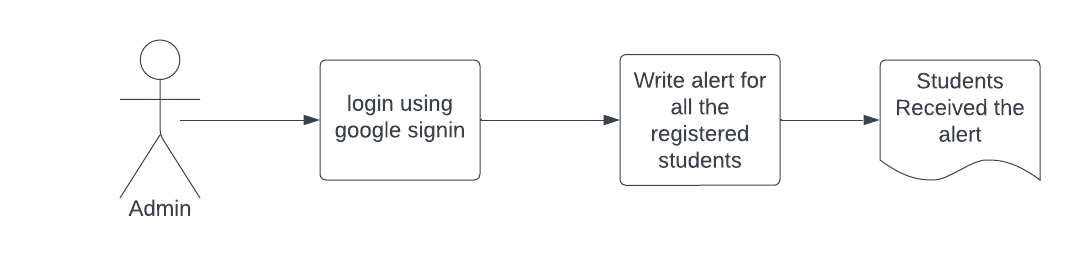 Admin
login using
google signin
Write alert for
all the
registered
students
Students
Received the
alert